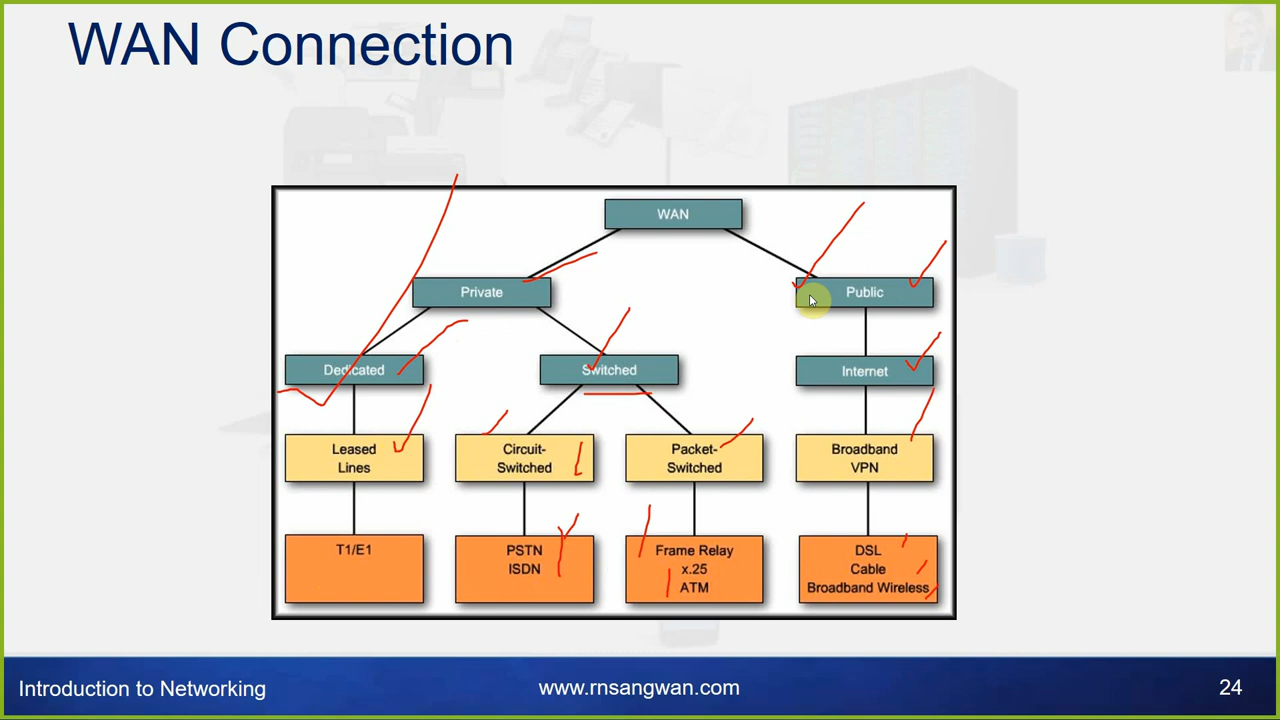 WAN Connection
WAN
Private
Public
Dedicated
Switched
Internet
Leased
Lines
Circuit-
Switched
Packet-
Switched
Broadband
VPN
T1/E1
PSTN
ISDN
Frame Relay
x.25
ATM
DSL
Cable
Broadband Wireless
Introduction to Networking
www.rnsangwan.com
24